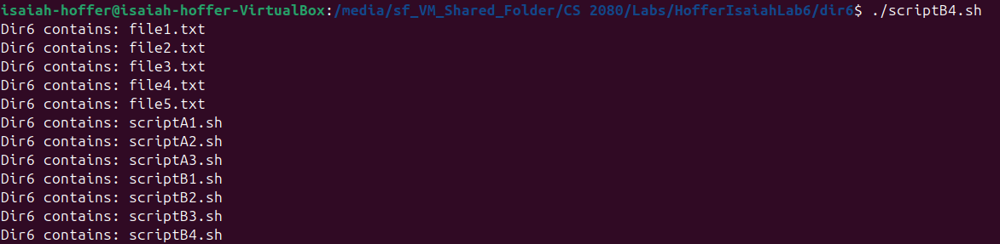 isaiah-hoffer@isaiah-hoffer-VirtualBox:/media/sf_VM_Shared_Folder/CS 2080/Labs/HofferIsaiahLab6/dir6$ ./scriptB4.sh
Dir6 contains: file1.txt
Dir6 contains: file2.txt
Dir6 contains: file3.txt
Dir6 contains: file4.txt
Dir6 contains: file5.txt
Dir6 contains: scriptA1.sh
Dir6 contains: scriptA2.sh
Dir6 contains: scriptA3.sh
Dir6 contains: scriptB1.sh
Dir6 contains: scriptB2.sh
Dir6 contains: scriptB3.sh
Dir6 contains: scriptB4.sh